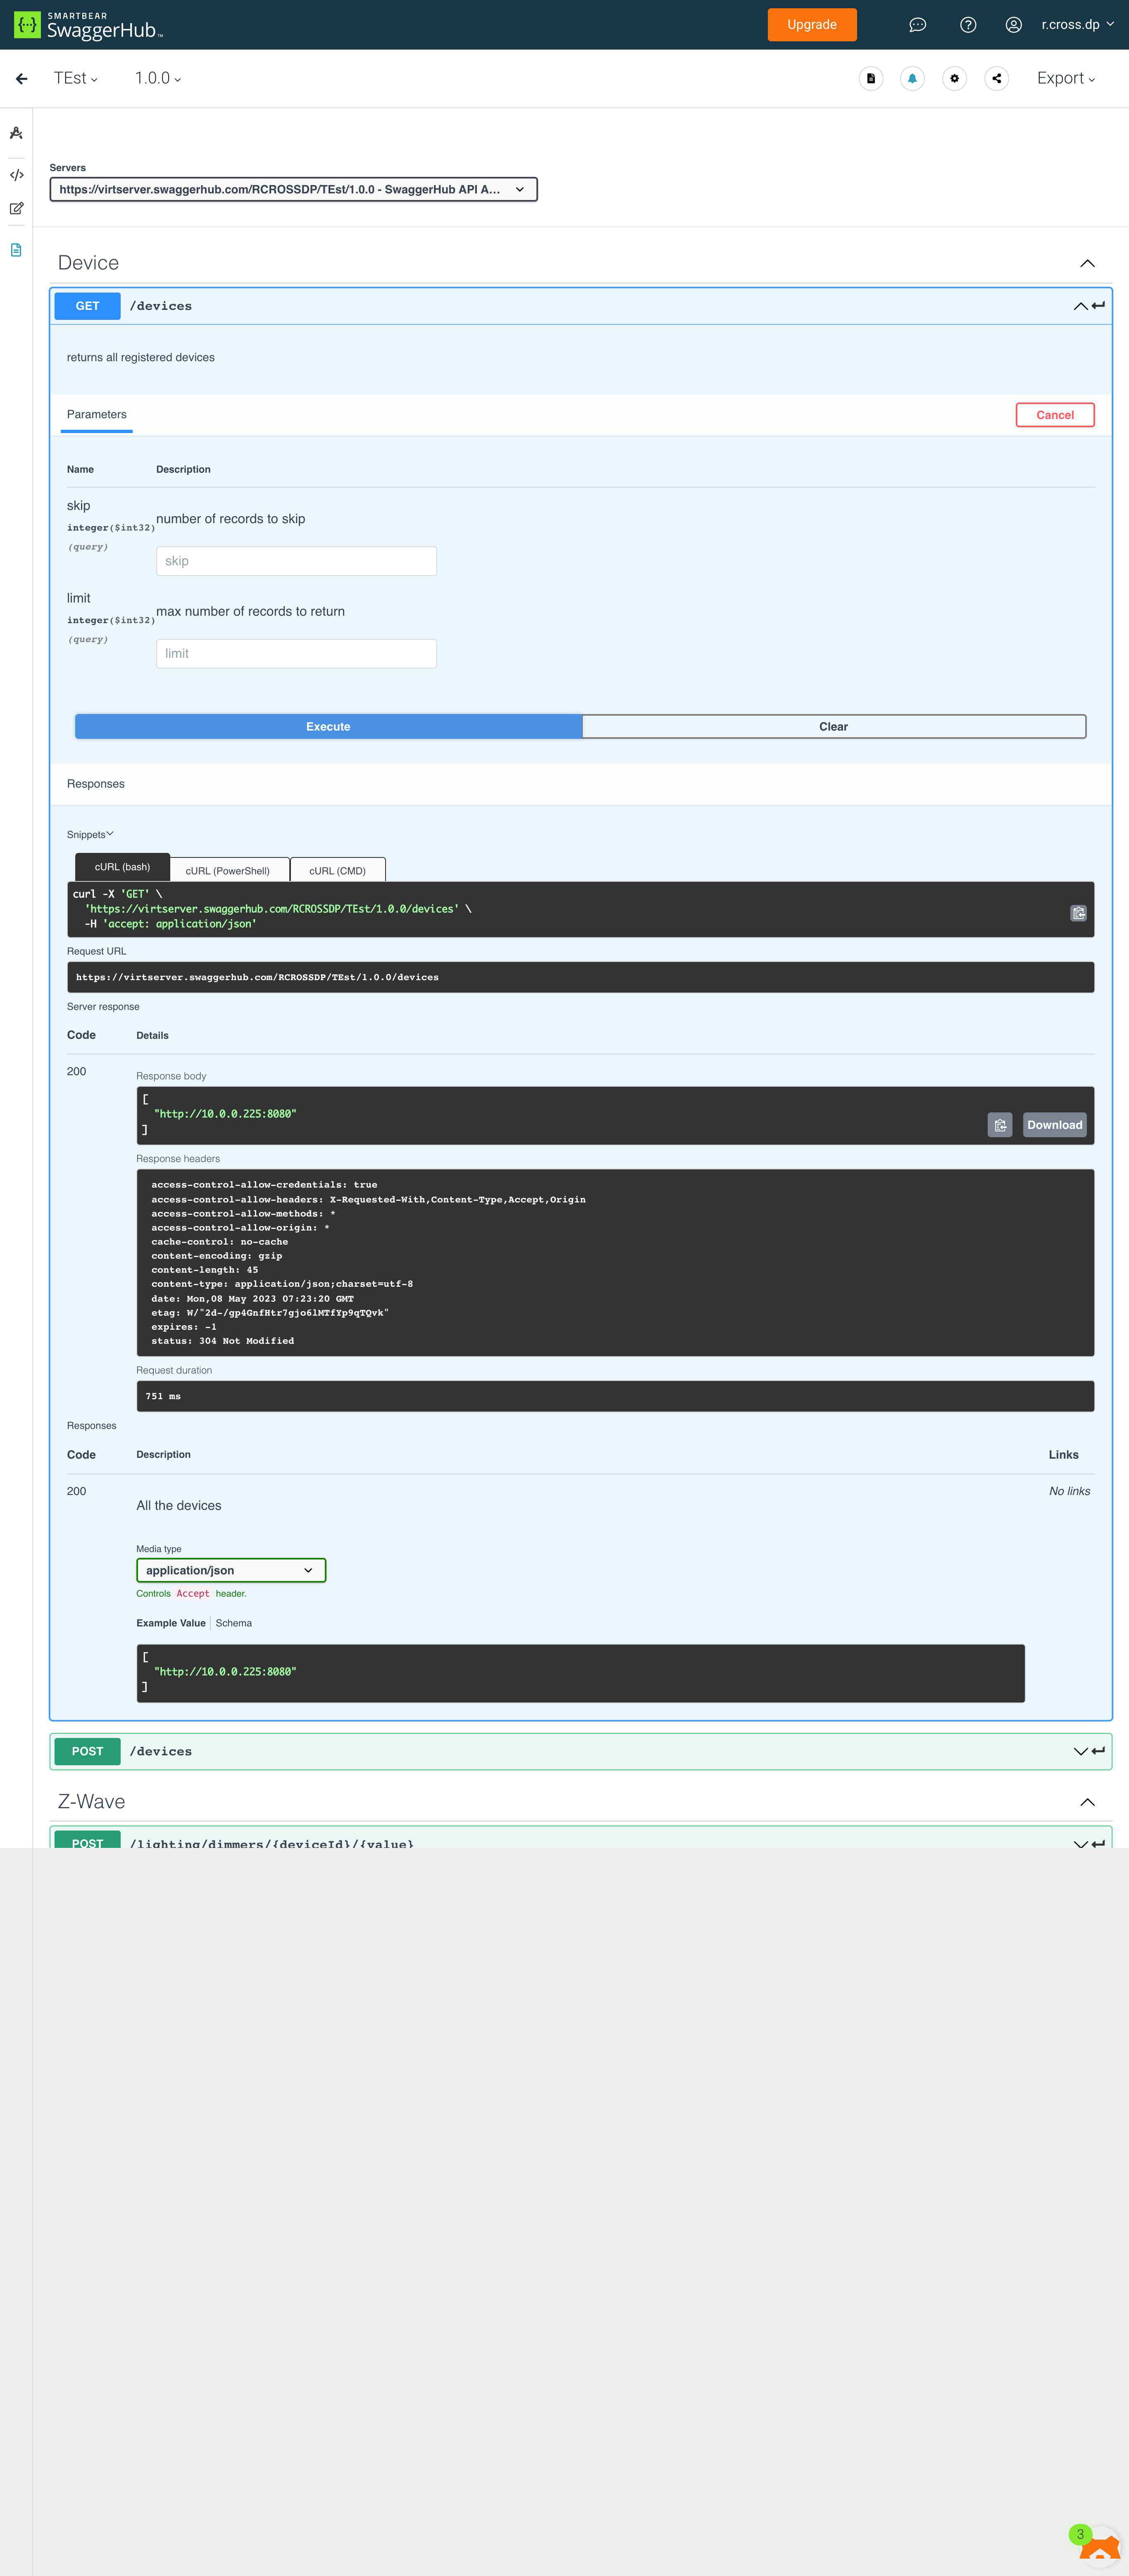 SMARTBEAR
SwaggerHub™
Upgrade
r.cross.dp
TEst
1.0.0
Export
Servers
https://virtserver.swaggerhub.com/RCROSSDP/TEst/1.0.0 - SwaggerHub API A...
Device
GET /devices
returns all registered devices
Parameters
Cancel
Name Description
skip
number of records to skip
integer($int32)
(query)
skip
limit
max number of records to return
integer($int32)
(query)
limit
Execute Clear
Responses
Snippets
cURL (bash) cURL (PowerShell) cURL (CMD)
curl -X 'GET' \
'https://virtserver.swaggerhub.com/RCROSSDP/TEst/1.0.0/devices' \
-H 'accept: application/json'
Request URL
https://virtserver.swaggerhub.com/RCROSSDP/TEst/1.0.0/devices
Server response
Code Details
200
Response body
[
"http://10.0.0.225:8080"
]
Download
Response headers
access-control-allow-credentials: true
access-control-allow-headers: X-Requested-With,Content-Type,Accept,Origin
access-control-allow-methods: *
access-control-allow-origin: *
cache-control: no-cache
content-encoding: gzip
content-length: 45
content-type: application/json;charset=utf-8
date: Mon,08 May 2023 07:23:20 GMT
etag: W/"2d-/gp4GnfHtr7gjo6lMTfYp9qTQvk"
expires: -1
status: 304 Not Modified
Request duration
751 ms
Responses
Code Description Links
200
All the devices
No links
Media type
application/json
Controls Accept header.
Example Value Schema
[
"http://10.0.0.225:8080"
]
POST /devices
Z-Wave
POST /lighting/dimmers/{deviceId}/{value}
3